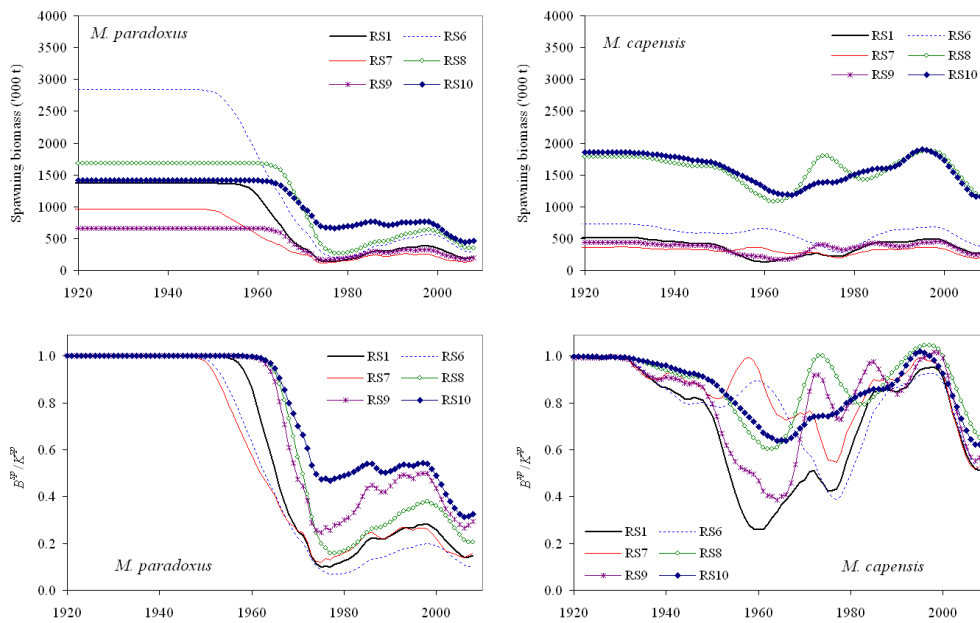 M. paradoxus
RS1 RS6
RS7 RS8
RS9 RS10
Spawning biomass ('000 t)
4000
3500
3000
2500
2000
1500
1000
500
0
1920 1940 1960 1980 2000
M. capensis
RS1 RS6
RS7 RS8
RS9 RS10
Spawning biomass ('000 t)
4000
3500
3000
2500
2000
1500
1000
500
0
1920 1940 1960 1980 2000
RS1 RS6
RS7 RS8
RS9 RS10
B^sp/K^sp
1.0
0.8
0.6
0.4
0.2
0.0
M. paradoxus
1920 1940 1960 1980 2000
B^sp/K^sp
1.0
0.8
0.6
0.4
0.2
0.0
RS1 RS6
RS7 RS8
RS9 RS10
M. capensis
1920 1940 1960 1980 2000